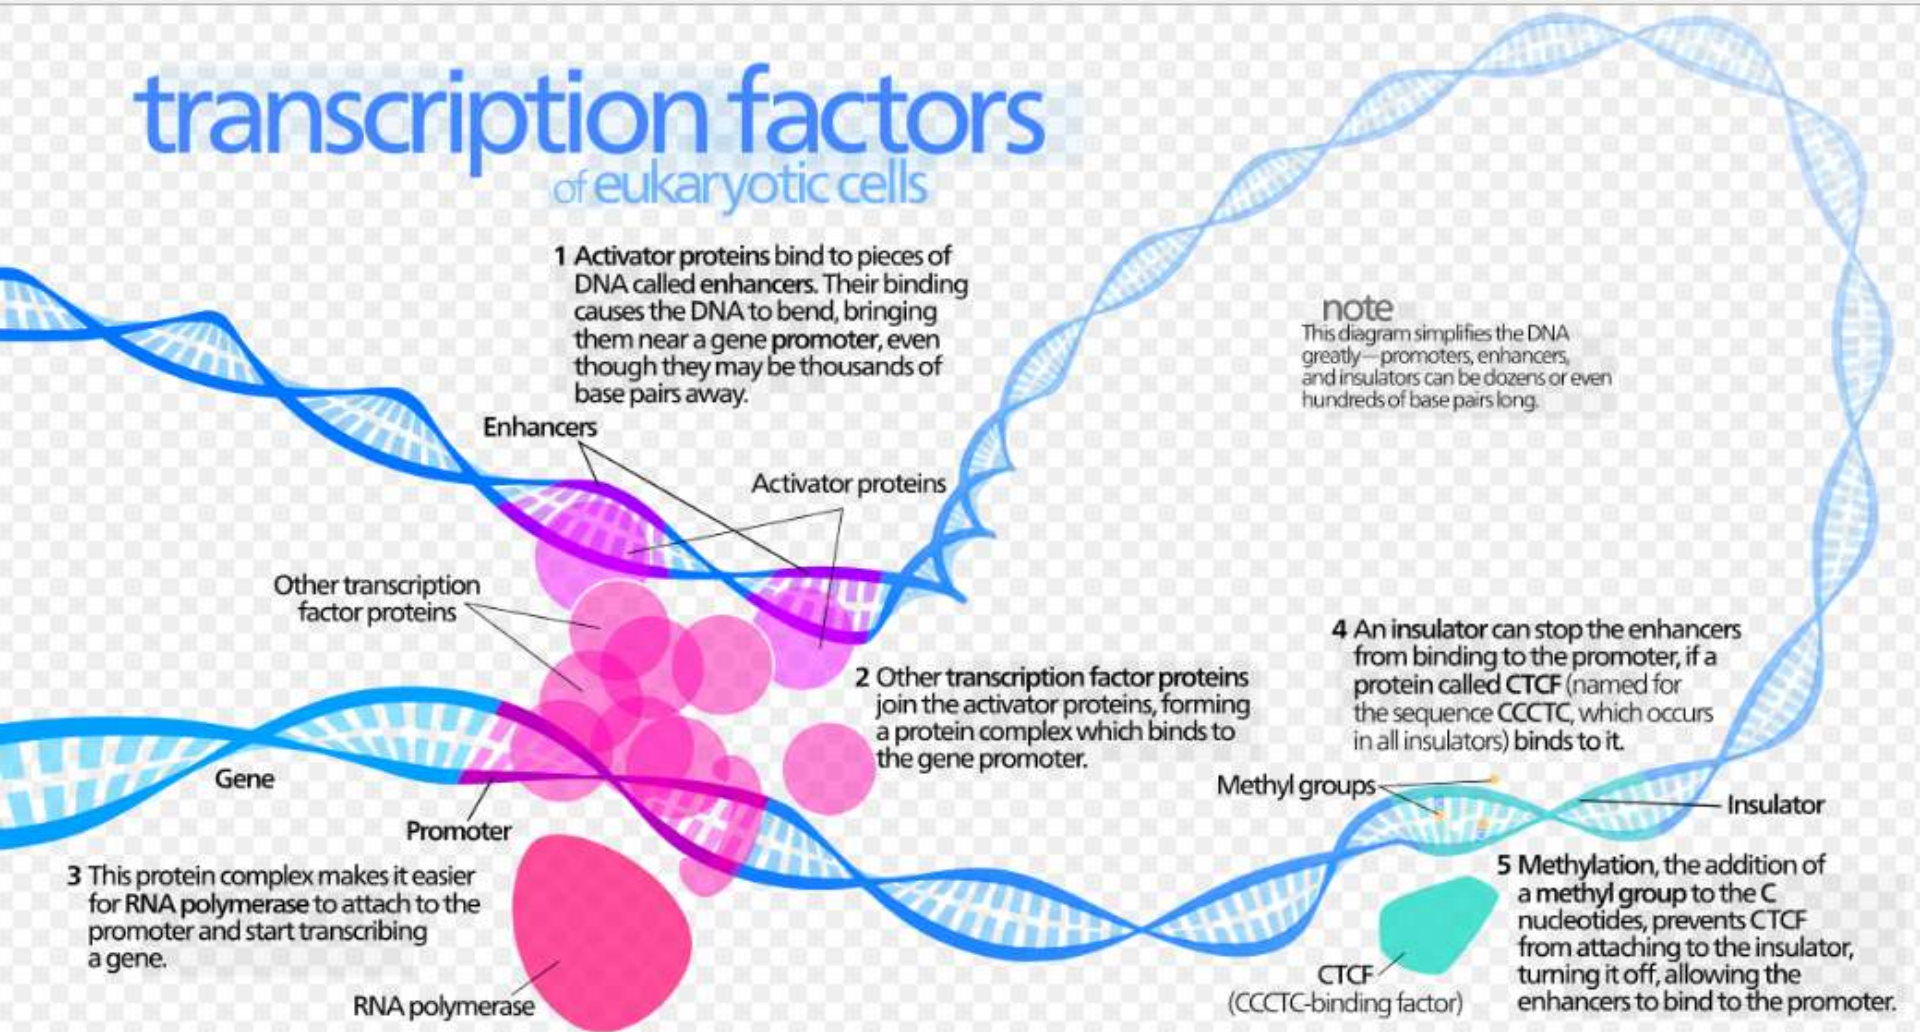 transcription factors
of eukaryotic cells
1 Activator proteins bind to pieces of
DNA called enhancers. Their binding
causes the DNA to bend, bringing
them near a gene promoter, even
though they may be thousands of
base pairs away.
note
This diagram simplifies the DNA
greatly—promoters, enhancers,
and insulators can be dozens or even
hundreds of base pairs long.
Enhancers
Activator proteins
Other transcription
factor proteins
2 Other transcription factor proteins
join the activator proteins, forming
a protein complex which binds to
the gene promoter.
4 An insulator can stop the enhancers
from binding to the promoter, if a
protein called CTCF (named for
the sequence CCCTC, which occurs
in all insulators) binds to it.
Gene
Methyl groups
Insulator
Promoter
3 This protein complex makes it easier
for RNA polymerase to attach to the
promoter and start transcribing
a gene.
RNA polymerase
5 Methylation, the addition of
a methyl group to the C
nucleotides, prevents CTCF
from attaching to the insulator,
turning it off, allowing the
enhancers to bind to the promoter.
CTCF
(CCCTC-binding factor)